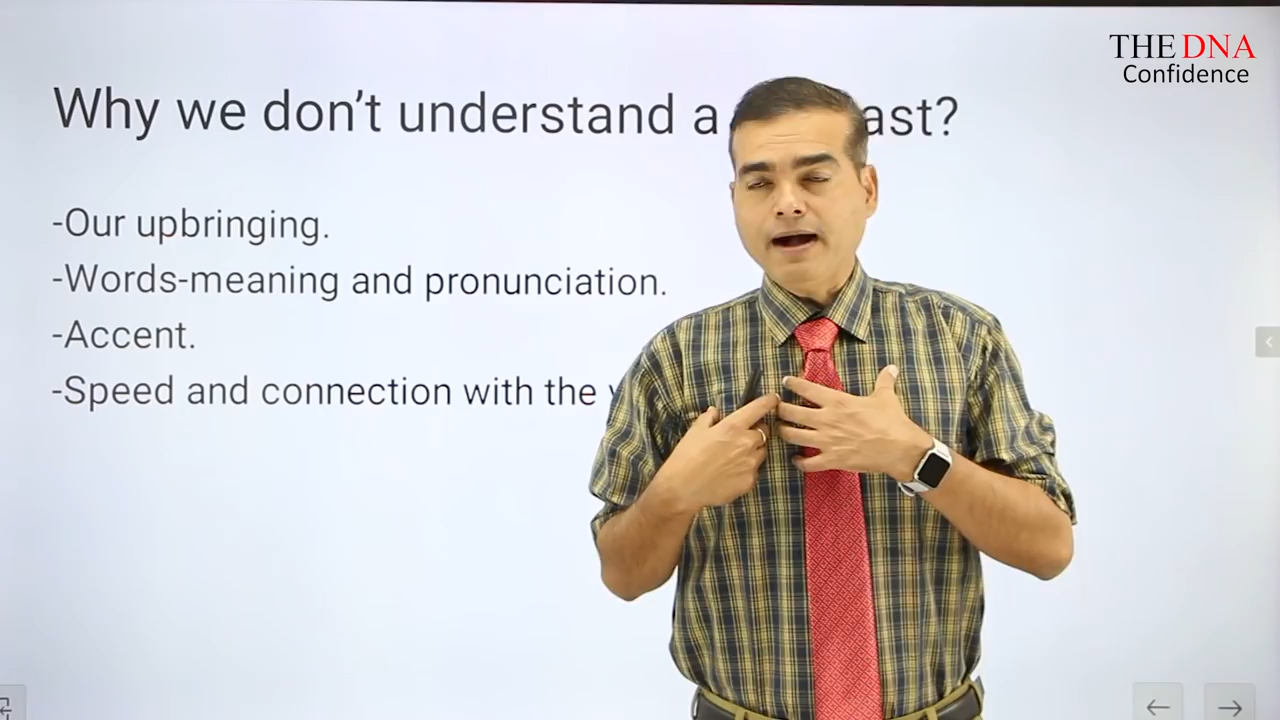 THE DNA
Confidence
Why we don't understand a ast?
-Our upbringing.
-Words-meaning and pronunciation.
-Accent.
-Speed and connection with the